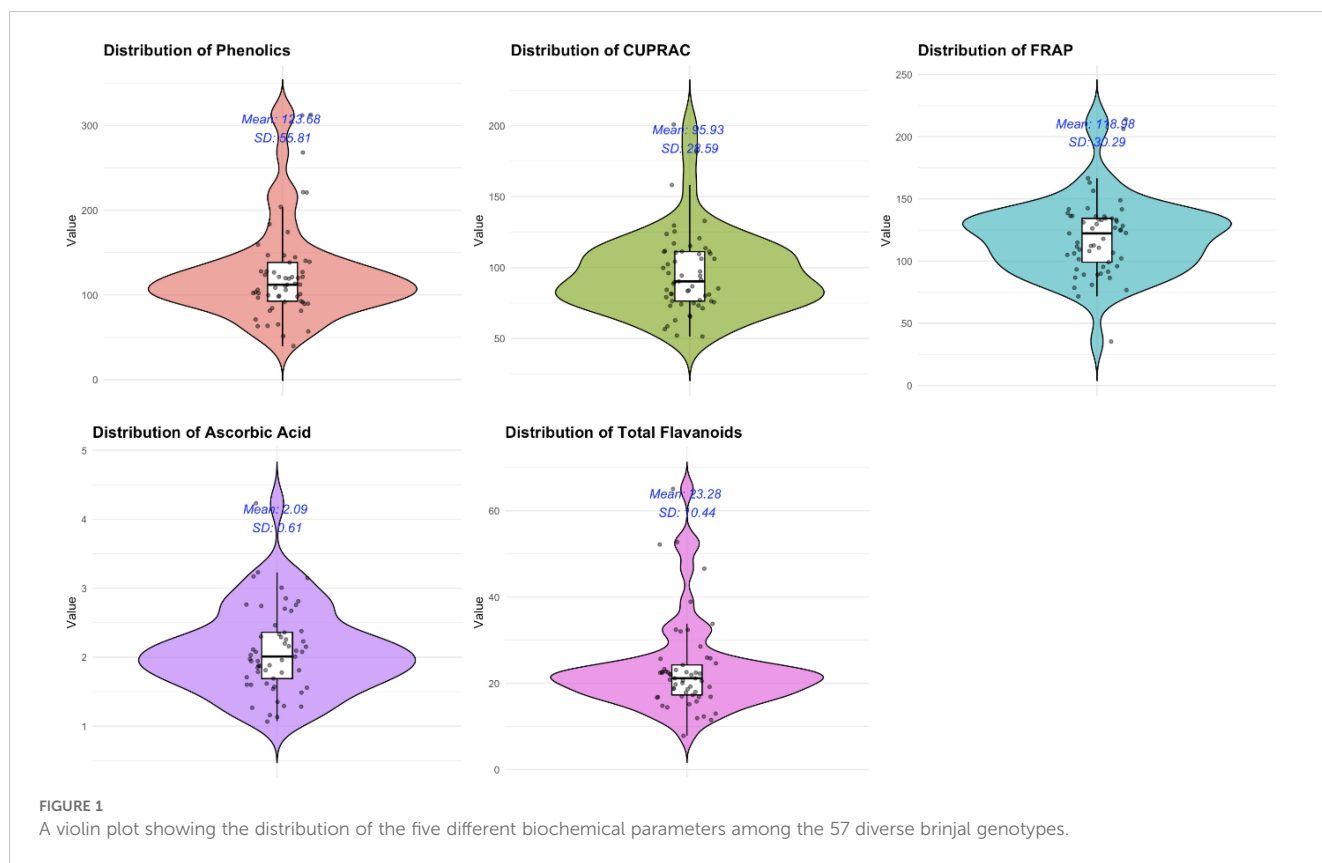 Distribution of Phenolics
Value
300
200
100
0
Mean: 123.68
SD: 55.81
Distribution of CUPRAC
Value
200
150
100
50
Mean: 95.93
SD: 28.59
Distribution of FRAP
Value
250
200
150
100
50
0
Mean: 118.98
SD: 30.29
Distribution of Ascorbic Acid
Value
5
4
3
2
1
Mean: 2.09
SD: 0.61
Distribution of Total Flavanoids
Value
60
40
20
0
Mean: 23.28
SD: 10.44
FIGURE 1
A violin plot showing the distribution of the five different biochemical parameters among the 57 diverse brinjal genotypes.